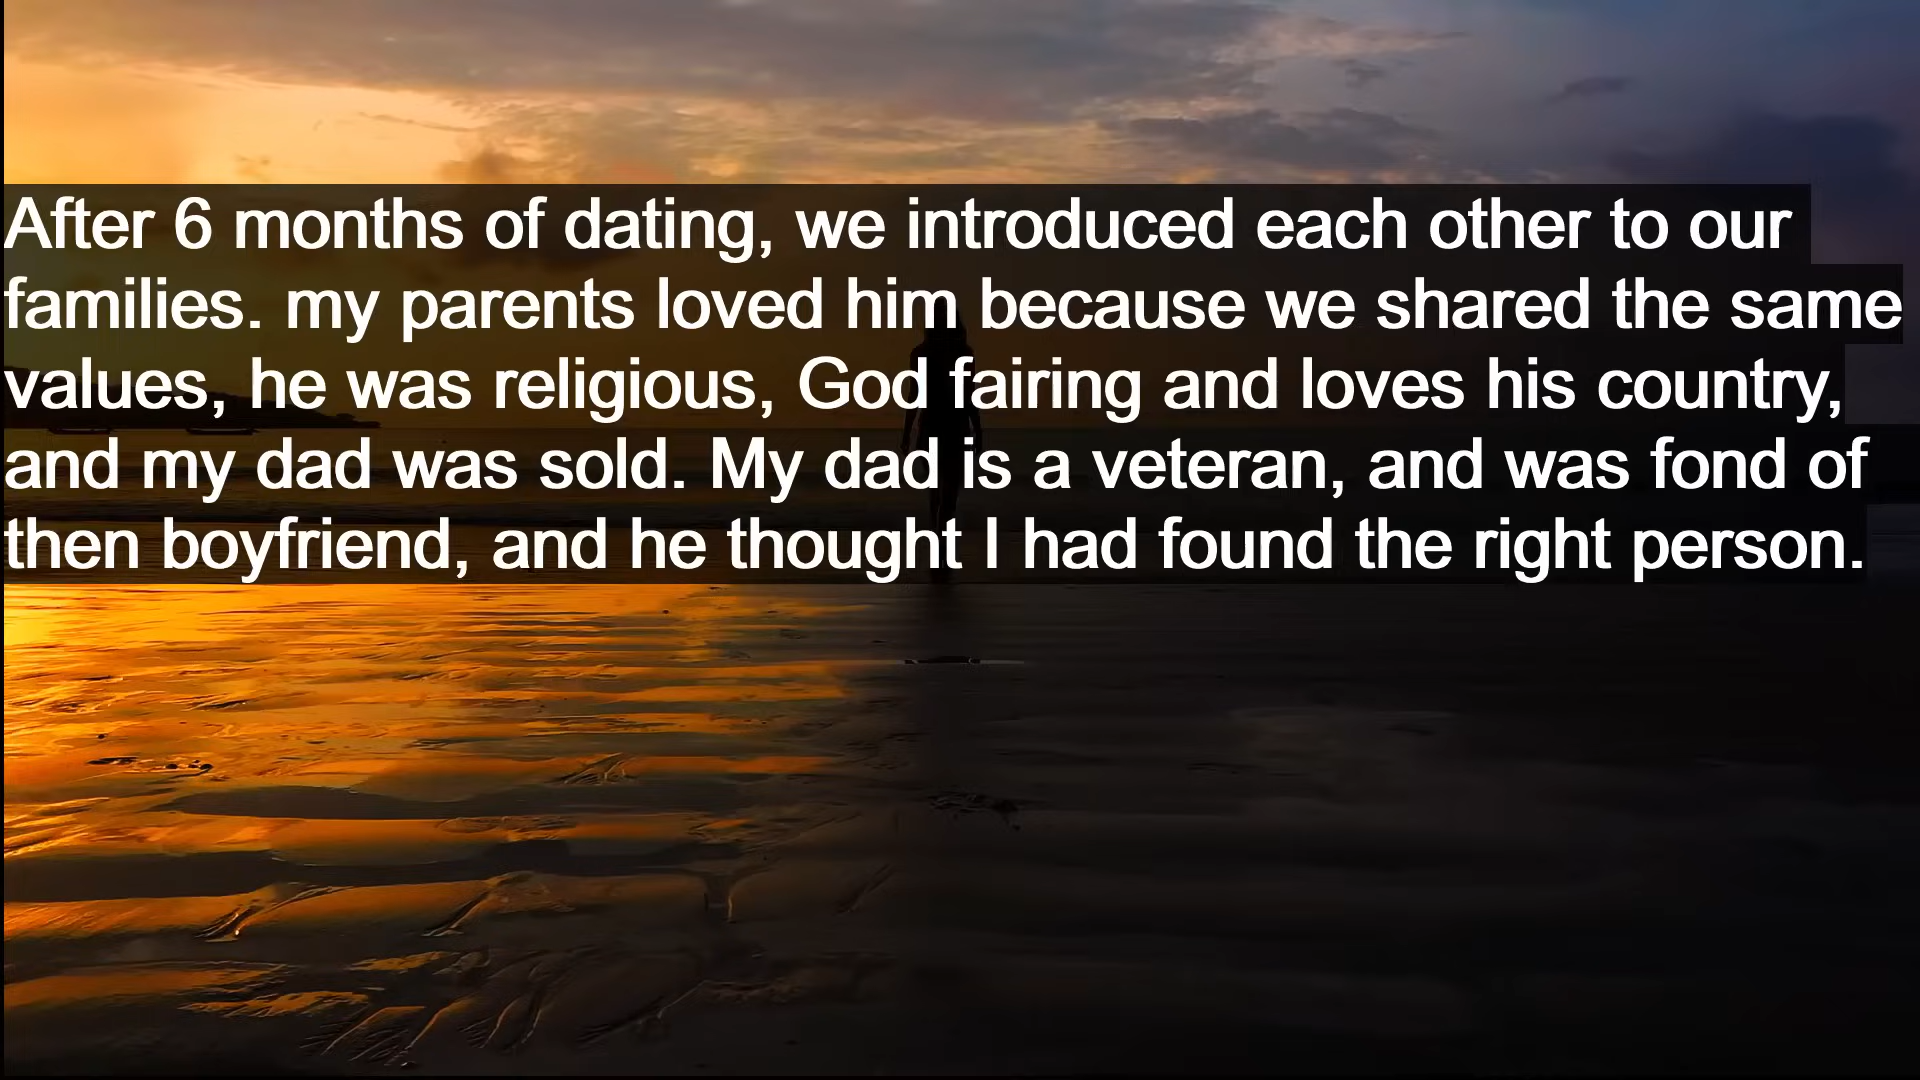 After 6 months of dating, we introduced each other to our
families. my parents loved him because we shared the same
values, he was religious, God fairing and loves his country,
and my dad was sold. My dad is a veteran, and was fond of
then boyfriend, and he thought I had found the right person.